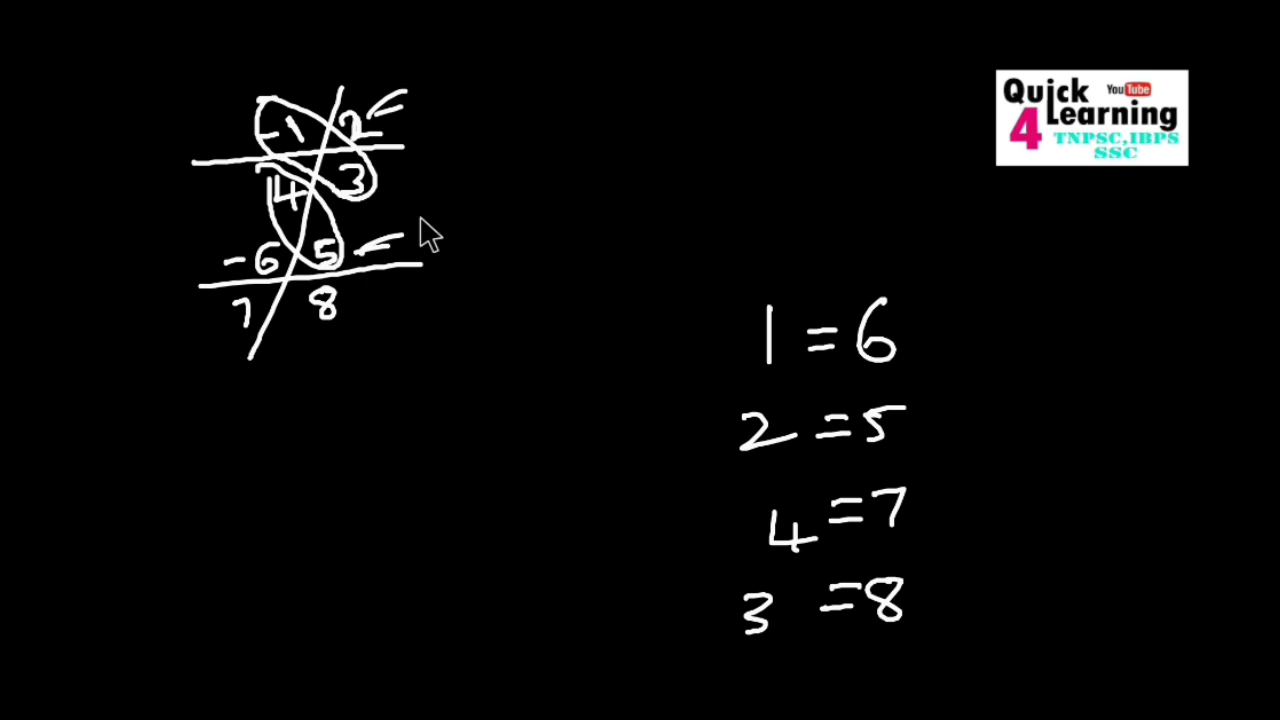 -1 2
4 3
-6 5
7 8
Quick YouTube
4 Learning
TNPSC,IBPS
SSC
1 = 6
2 = 5
4 = 7
3 = 8